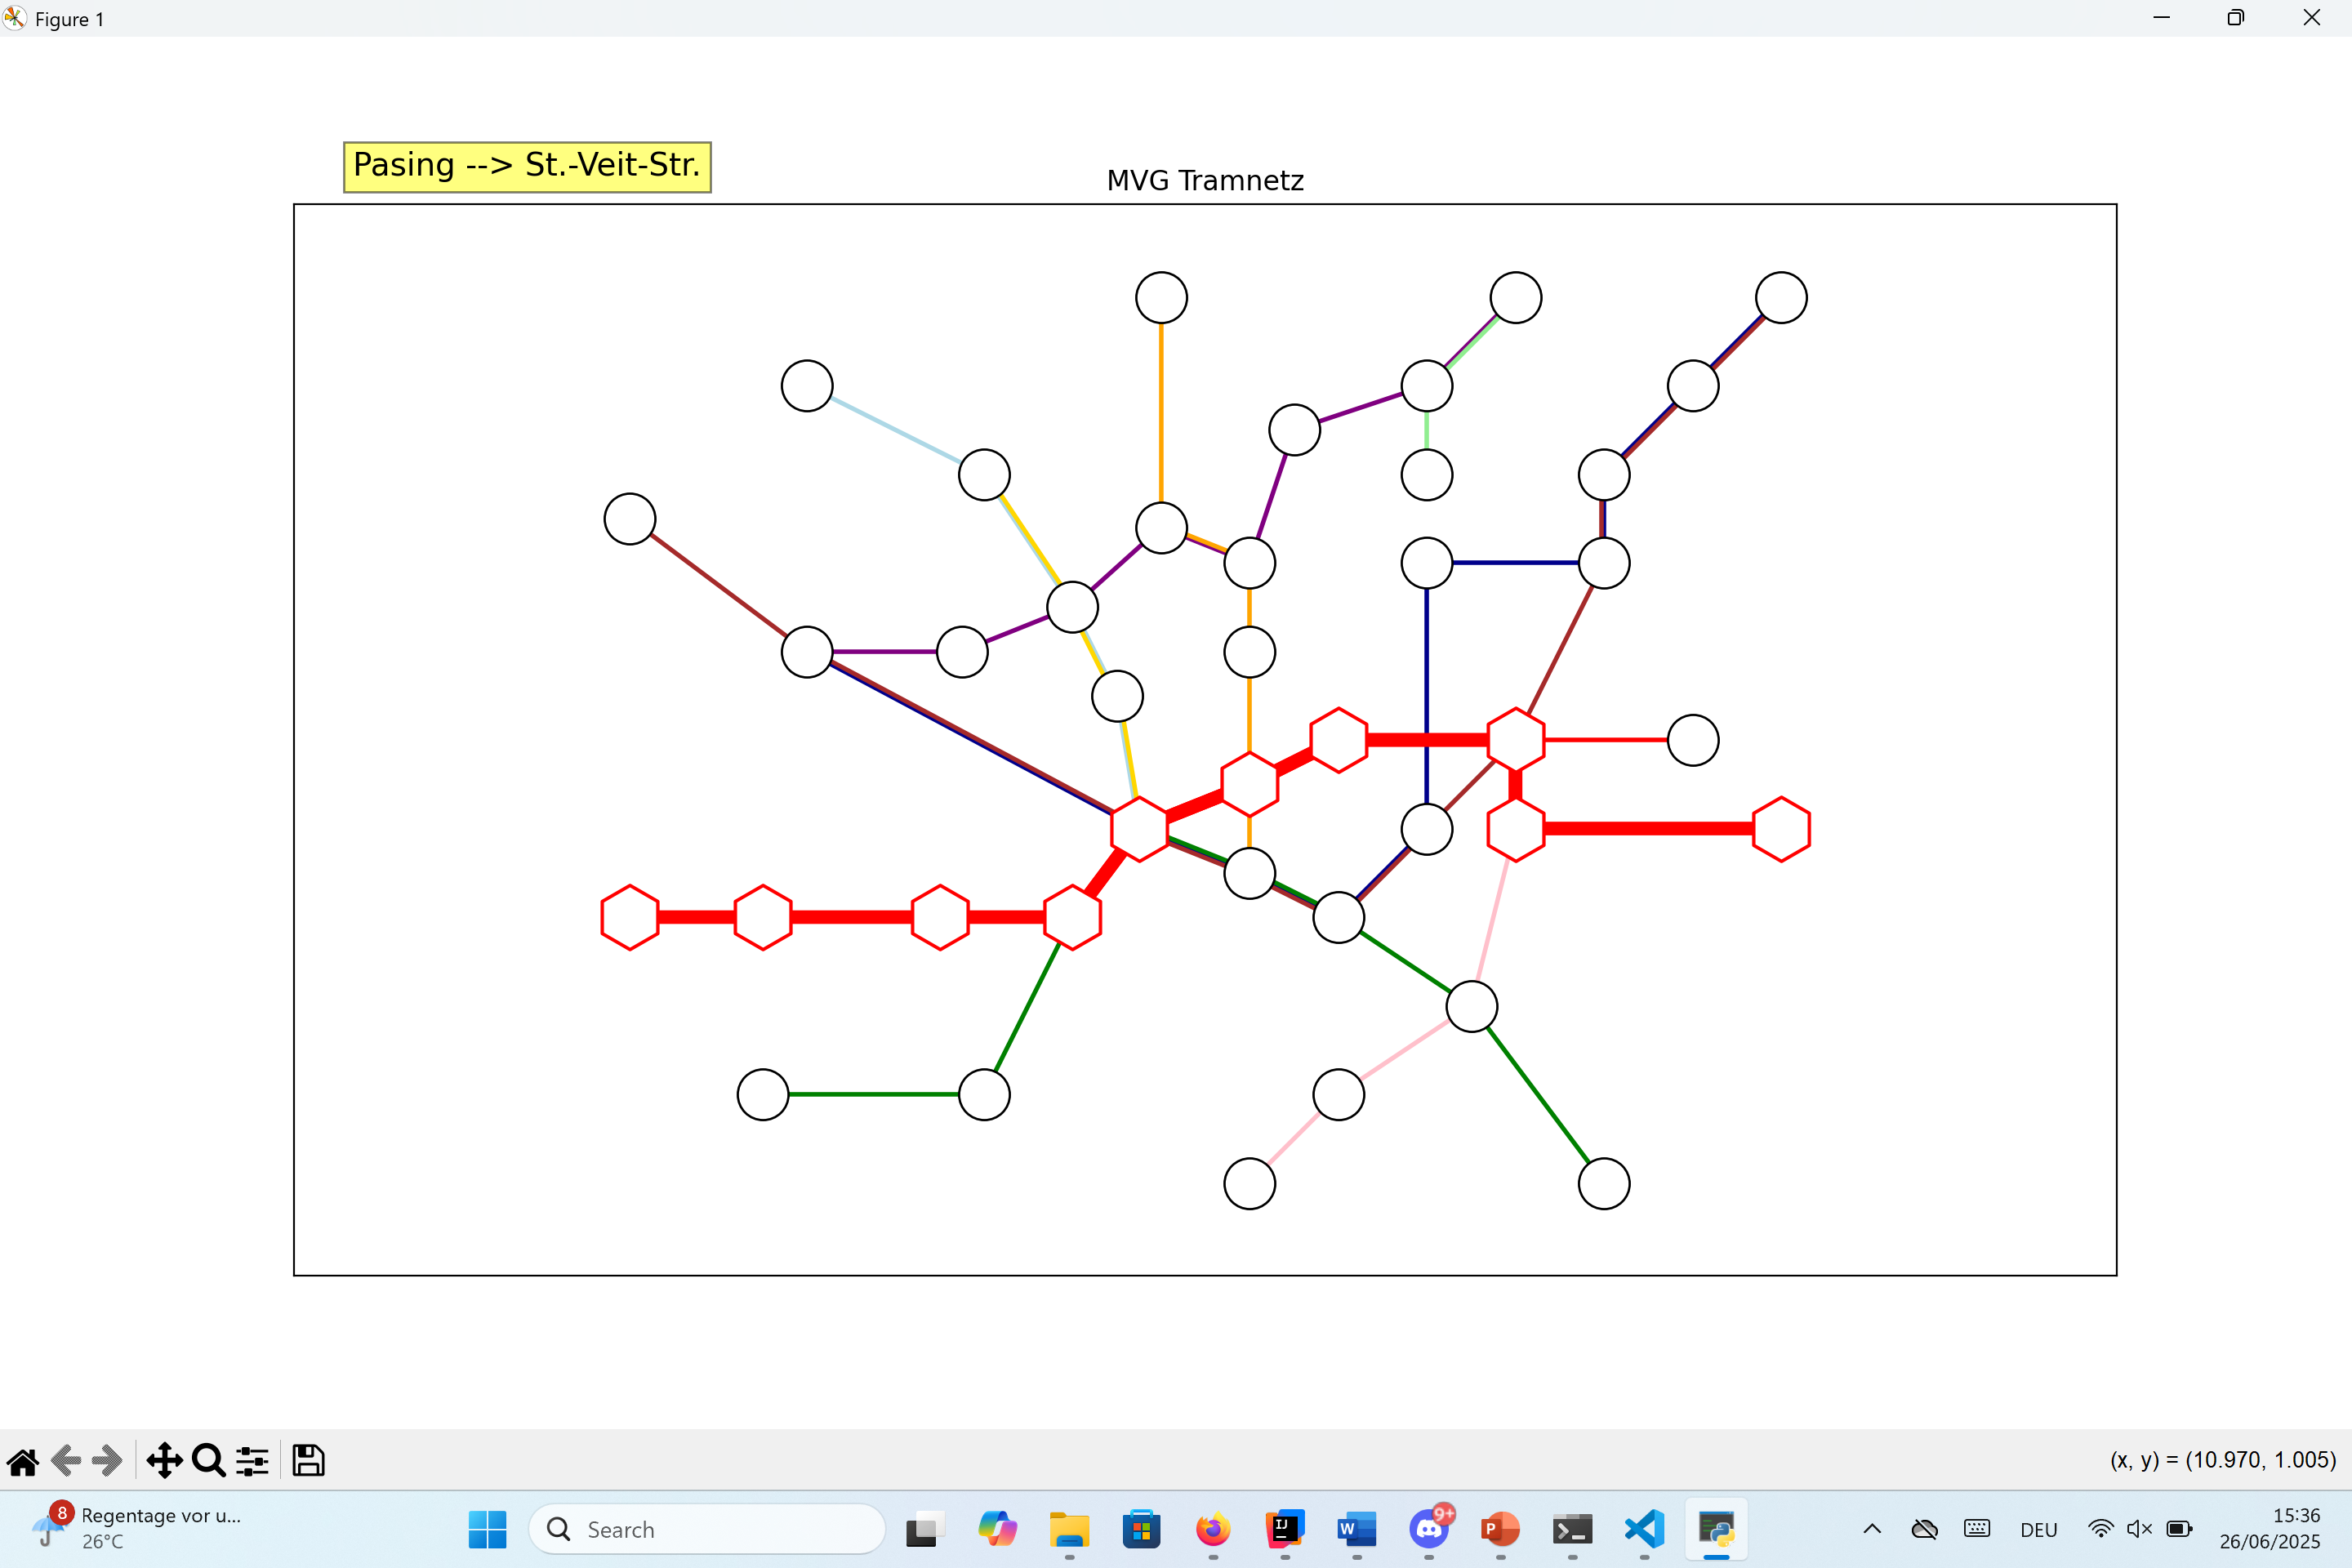 Figure 1
Pasing --> St.-Veit-Str.
MVG Tramnetz
(x, y) = (10.970, 1.005)
8
Regentage vor u...
26°C
Search
IJ
W
9+
P
DEU
15:36
26/06/2025